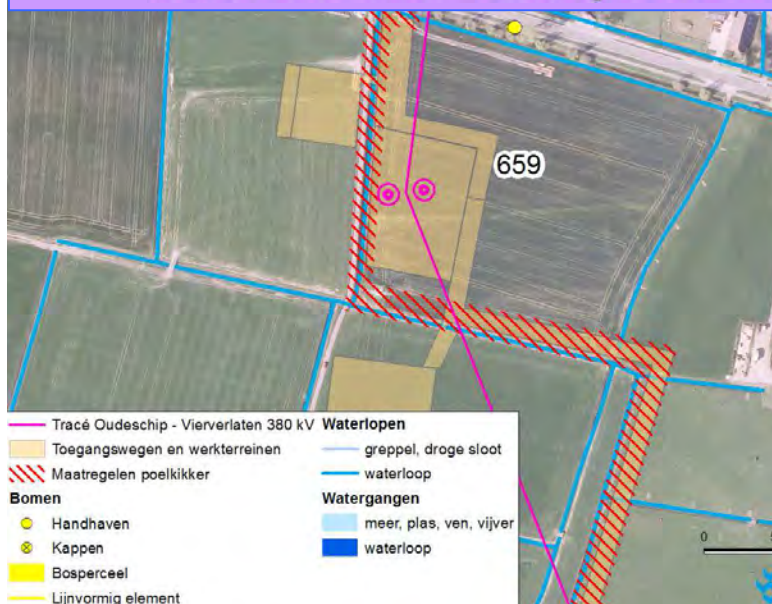 659
Tracé Oudeschip - Vierverlaten 380 kV
Toegangswegen en werkterreinen
Maatregelen poelkikker
Bomen
Handhaven
Kappen
Bosperceel
Lijnvormig element
Waterlopen
greppel, droge sloot
waterloop
Watergangen
meer, plas, ven, vijver
waterloop
0